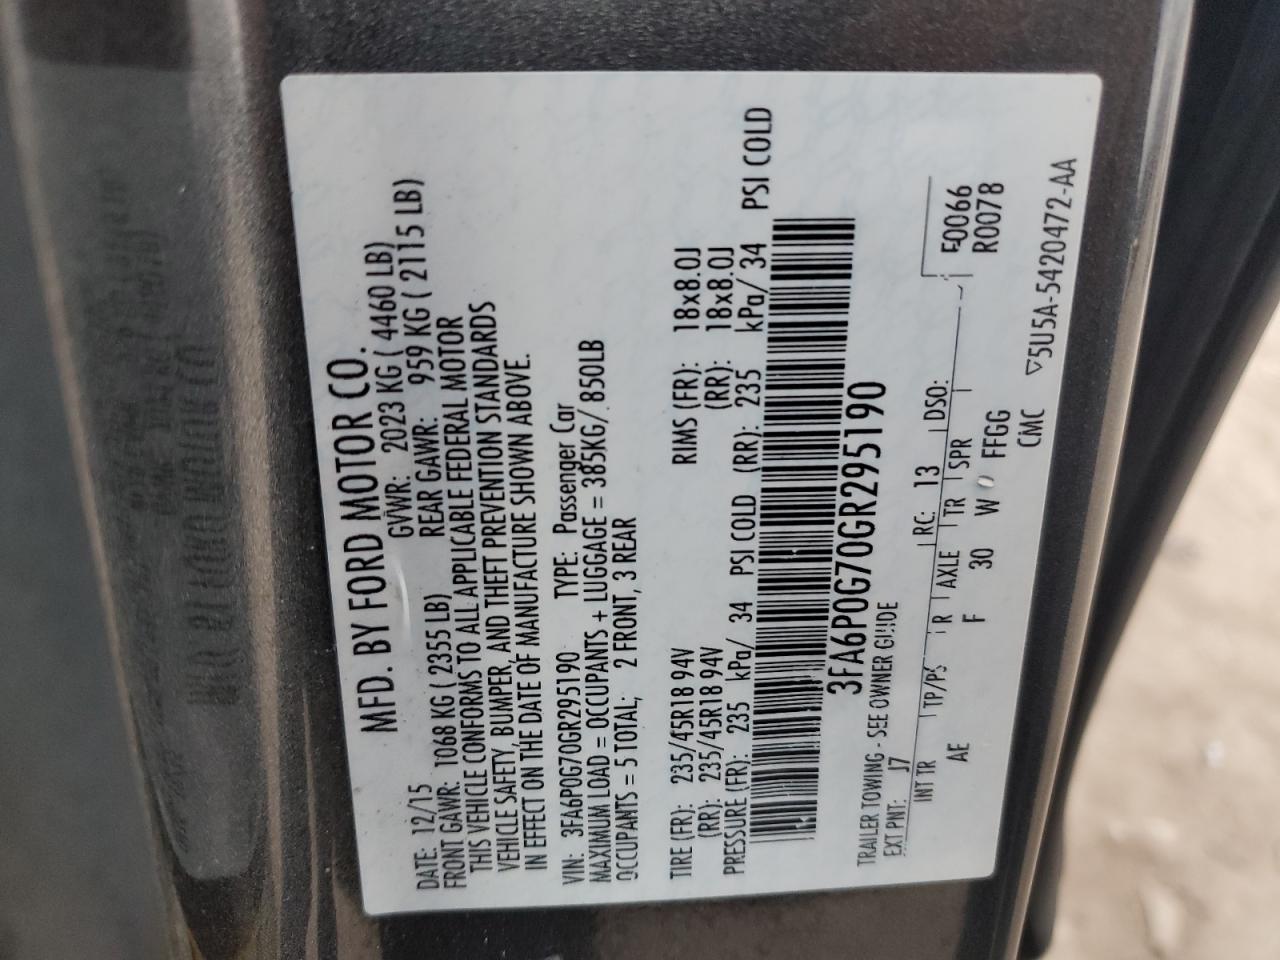 MFD. BY FORD MOTOR CO.
DATE: 12/15 GVWR: 2023 KG ( 4460 LB)
FRONT GAWR: 1068 KG ( 2355 LB) REAR GAWR: 959 KG ( 2115 LB)
THIS VEHICLE CONFORMS TO ALL APPLICABLE FEDERAL MOTOR
VEHICLE SAFETY, BUMPER, AND THEFT PREVENTION STANDARDS
IN EFFECT ON THE DATE OF MANUFACTURE SHOWN ABOVE.
VIN: 3FA6P0G70GR295190 TYPE: Passenger Car
MAXIMUM LOAD = OCCUPANTS + LUGGAGE = 385KG/ 850LB
OCCUPANTS = 5 TOTAL; 2 FRONT, 3 REAR
TIRE (FR): 235/45R18 94V RIMS (FR): 18x8.0J
(RR): 235/45R18 94V (RR): 18x8.0J
PRESSURE (FR): 235 kPa/ 34 PSI COLD (RR): 235 kPa/ 34 PSI COLD
3FA6P0G70GR295190
TRAILER TOWING - SEE OWNER GUIDE
EXT PNT: J7 RC: 13 DSO:
INT TR TP/PS R AXLE TR SPR
AE F 30 W FFGG
F0066
R0078
CMC
▽5U5A-5420472-AA